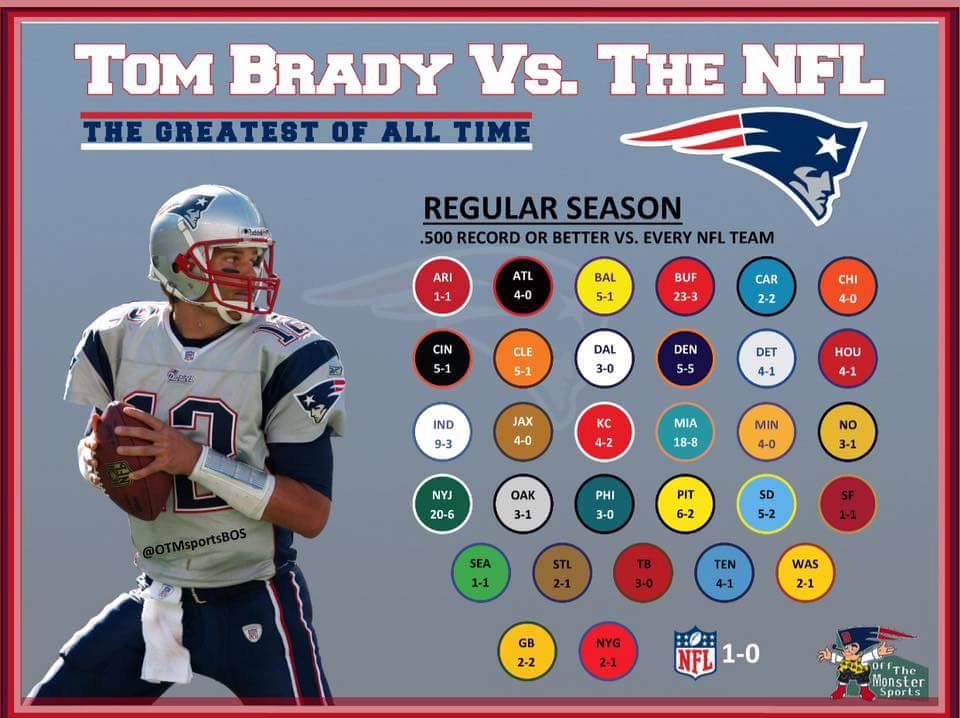 TOM BRADY VS. THE NFL
THE GREATEST OF ALL TIME
REGULAR SEASON
.500 RECORD OR BETTER VS. EVERY NFL TEAM
ARI
1-1
ATL
4-0
BAL
5-1
BUF
23-3
CAR
2-2
CHI
4-0
CIN
5-1
CLE
5-1
DAL
3-0
DEN
5-5
DET
4-1
HOU
4-1
IND
9-3
JAX
4-0
KC
4-2
MIA
18-8
MIN
4-0
NO
3-1
NYJ
20-6
OAK
3-1
PHI
3-0
PIT
6-2
SD
5-2
SF
1-1
SEA
1-1
STL
2-1
TB
3-0
TEN
4-1
WAS
2-1
GB
2-2
NYG
2-1
NFL
1-0
Patriots
12
12
@OTMsportsBOS
Off
The
Monster
Sports